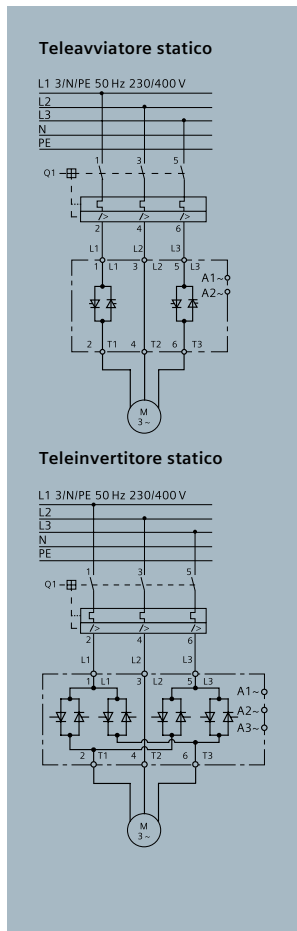 Teleavviatore statico
L1 3/N/PE 50 Hz 230/400 V
L2
L3
N
PE
1 3 5
Q1
I> I> I>
2 4 6
L1 L2 L3
1 L1 3 L2 5 L3
A1~
A2~
2 T1 4 T2 6 T3
M
3~
Teleinvertitore statico
L1 3/N/PE 50 Hz 230/400 V
L2
L3
N
PE
1 3 5
Q1
I> I> I>
2 4 6
L1 L2 L3
1 L1 3 L2 5 L3
A1~
A2~
A3~
2 T1 4 T2 6 T3
M
3~